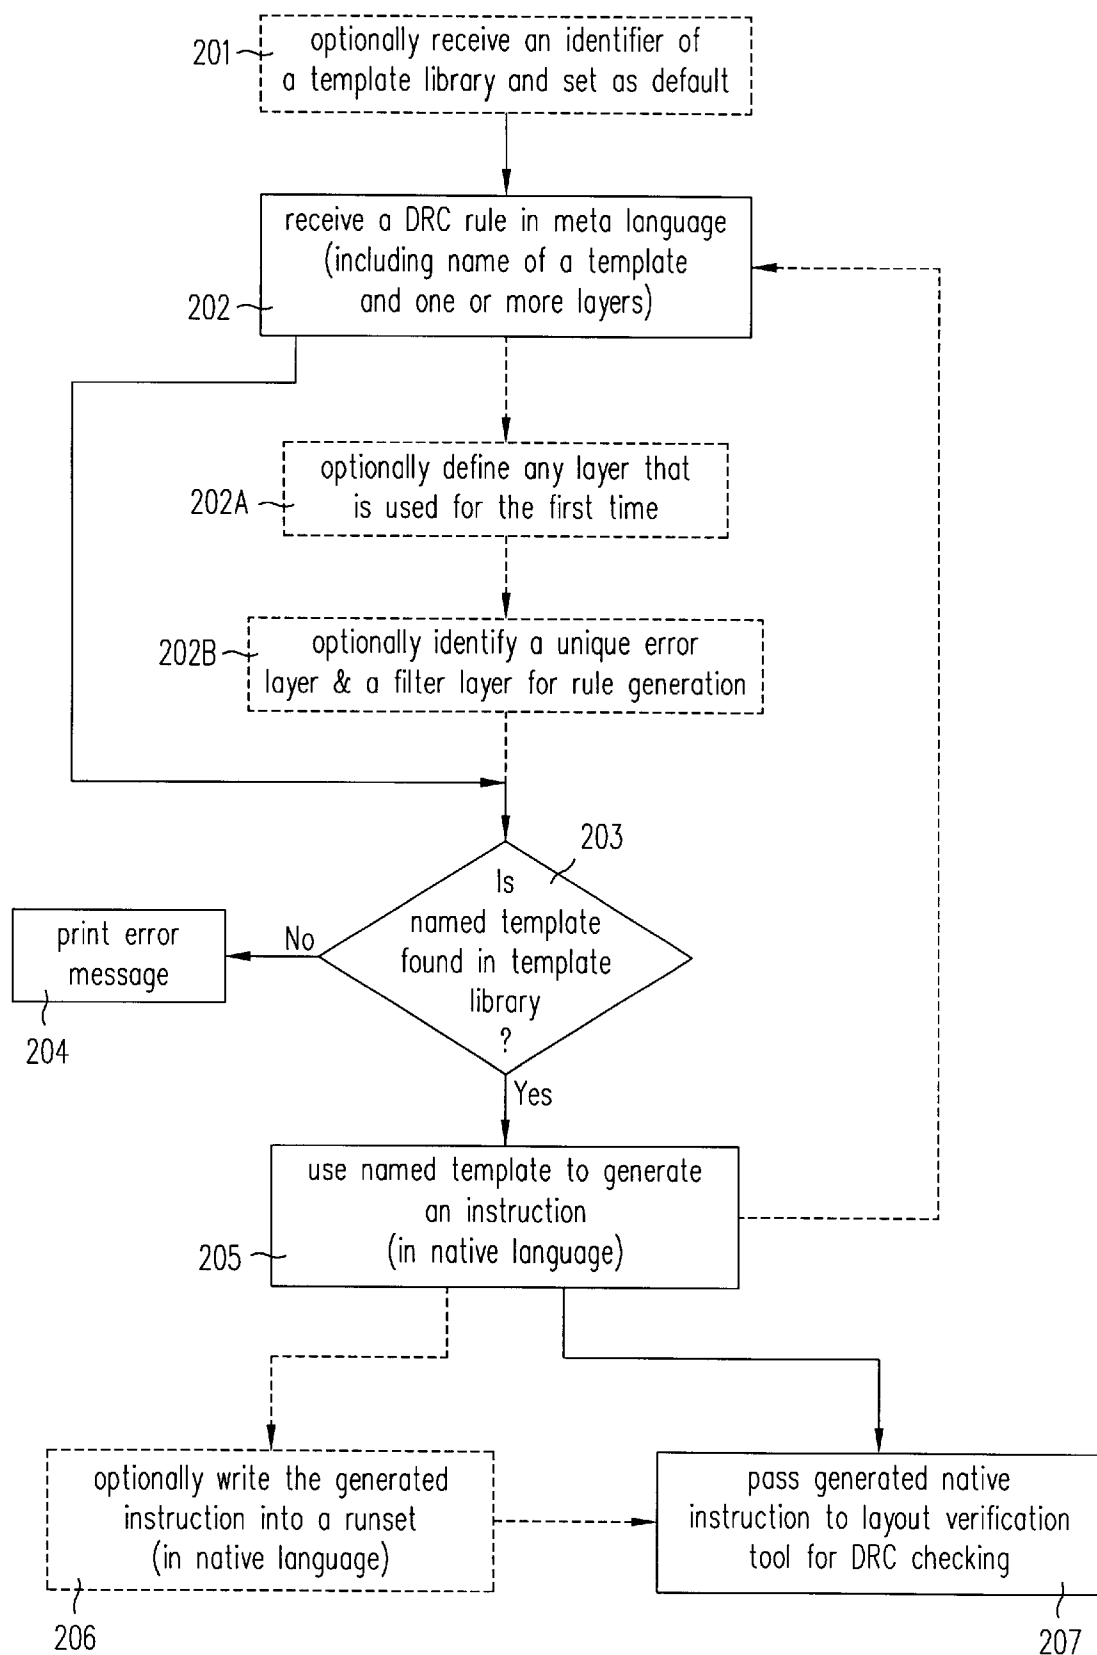 201
optionally receive an identifier of
a template library and set as default
receive a DRC rule in meta language
(including name of a template
and one or more layers)
202
optionally define any layer that
is used for the first time
202A
optionally identify a unique error
layer & a filter layer for rule generation
202B
203
Is
named template
found in template
library
?
No
print error
message
204
Yes
use named template to generate
an instruction
(in native language)
205
optionally write the generated
instruction into a runset
(in native language)
206
pass generated native
instruction to layout verification
tool for DRC checking
207